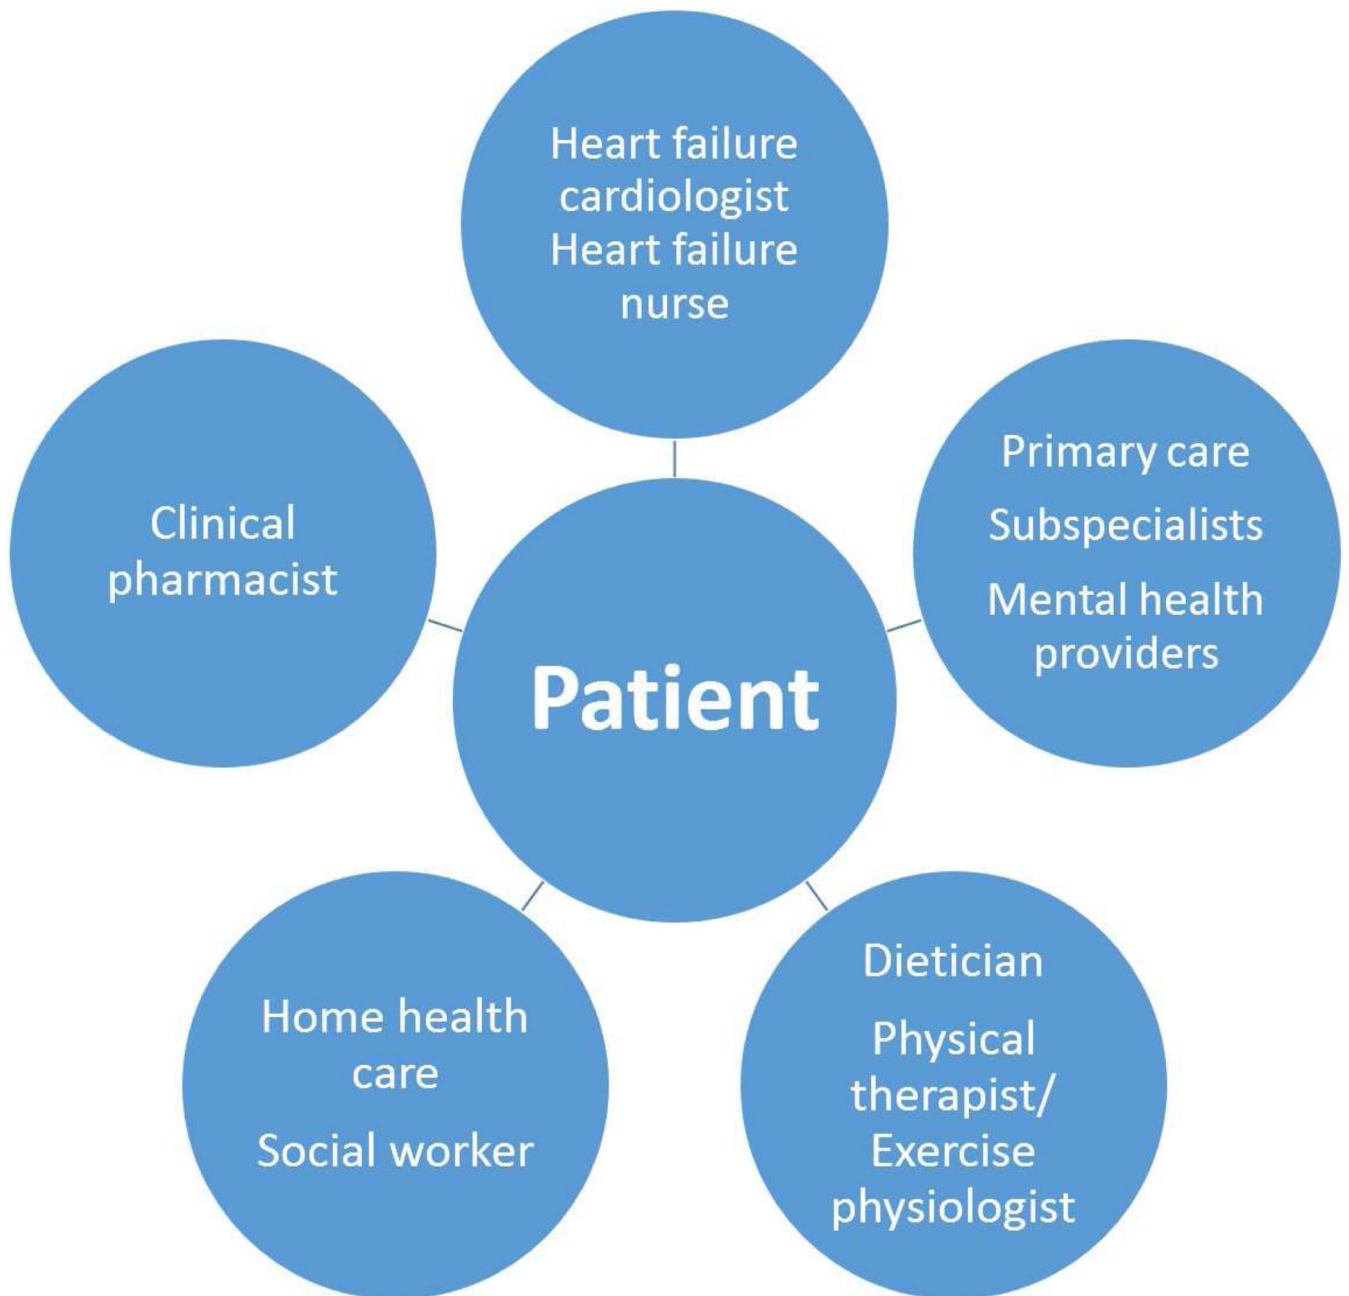 Heart failure
cardiologist
Heart failure
nurse
Primary care
Subspecialists
Mental health
providers
Clinical
pharmacist
Patient
Dietician
Physical
therapist/
Exercise
physiologist
Home health
care
Social worker